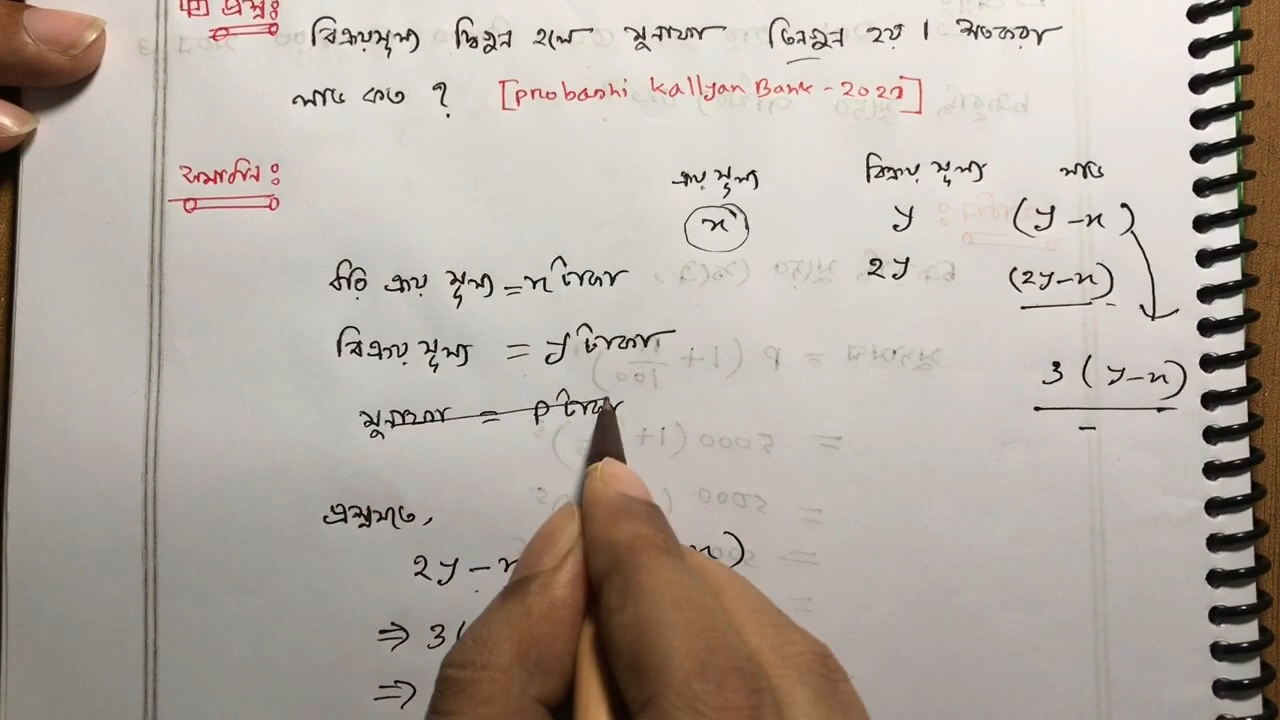 প্রশ্নঃ
বিক্রয়মূল্য দ্বিগুন হলে মুনাফা তিনগুন হয়। শতকরা
লাভ কত ? [Probashi Kallyan Bank - 2021]
সমাধানঃ
ক্রয় মূল্য বিক্রয় মূল্য লাভ
x y (y-x)
2y (2y-x)
ধরি ক্রয় মূল্য = x টাকা
বিক্রয় মূল্য = y টাকা
3 (y-x)
মুনাফা = P টাকা
প্রশ্নমতে,
2y - x
⇒ 3(
⇒